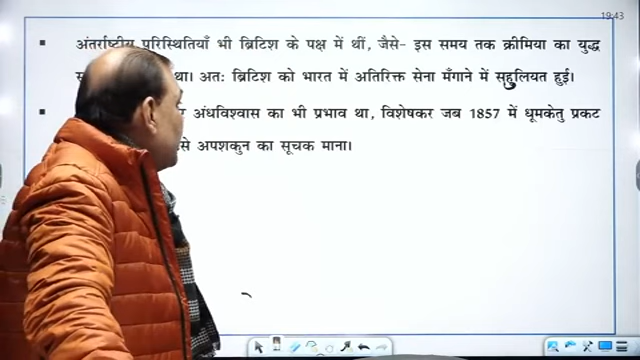 19:43
अंतर्राष्ट्रीय परिस्थितियाँ भी ब्रिटिश के पक्ष में थीं, जैसे- इस समय तक क्रीमिया का युद्ध
था। अतः ब्रिटिश को भारत में अतिरिक्त सेना मँगाने में सहुलियत हुई।
अंधविश्वास का भी प्रभाव था, विशेषकर जब 1857 में धूमकेतु प्रकट
अपशकुन का सूचक माना।